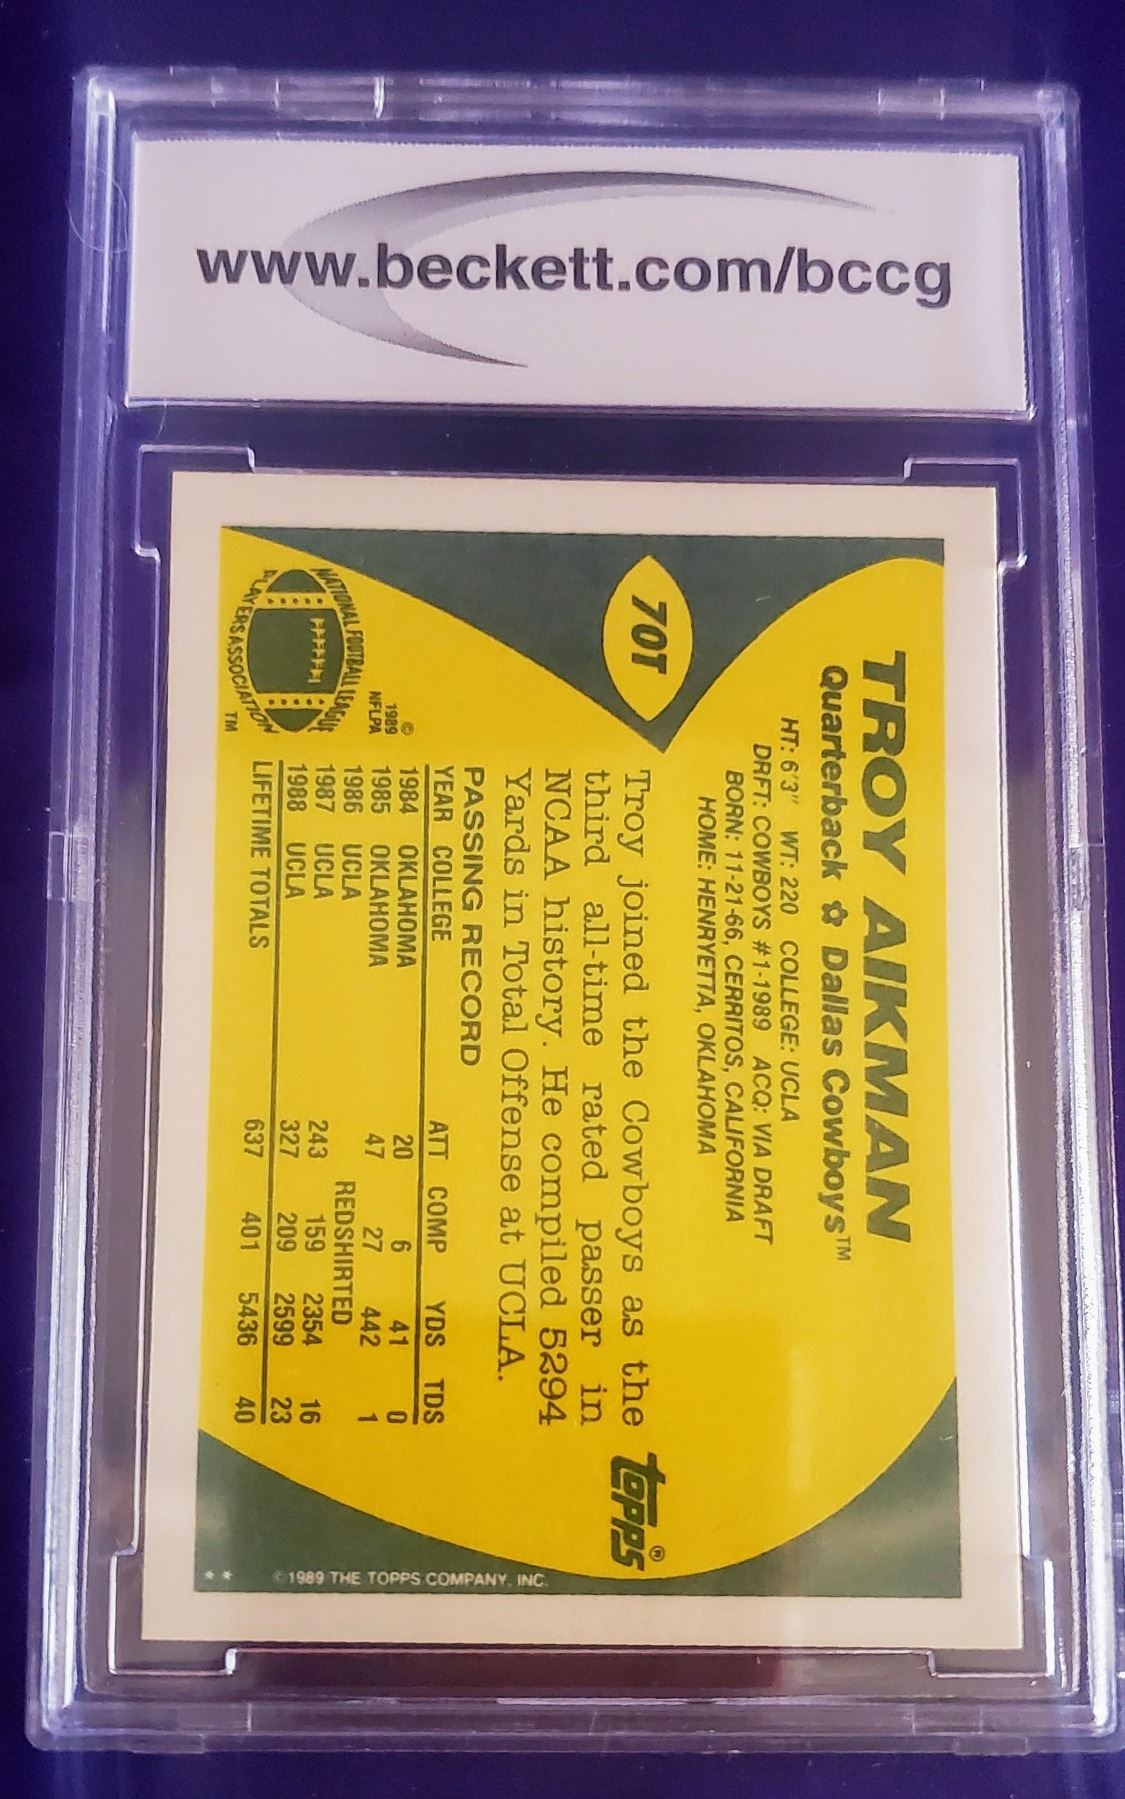 www.beckett.com/bccg
70T
TROY AIKMAN
Quarterback ✩ Dallas Cowboys™
HT: 6'3" WT: 220 COLLEGE: UCLA
DRFT: COWBOYS #1-1989 ACQ: VIA DRAFT
BORN: 11-21-66, CERRITOS, CALIFORNIA
HOME: HENRYETTA, OKLAHOMA
Troy joined the Cowboys as the
third all-time rated passer in
NCAA history. He compiled 5294
Yards in Total Offense at UCLA.
topps®
PASSING RECORD
YEAR COLLEGE ATT COMP YDS TDS
1984 OKLAHOMA 20 6 41 0
1985 OKLAHOMA 47 27 442 1
1986 UCLA REDSHIRTED
1987 UCLA 243 159 2354 16
1988 UCLA 327 209 2599 23
LIFETIME TOTALS 637 401 5436 40
©
1989
NFLPA
NATIONAL FOOTBALL LEAGUE
PLAYERS ASSOCIATION
TM
© 1989 THE TOPPS COMPANY, INC.
* *